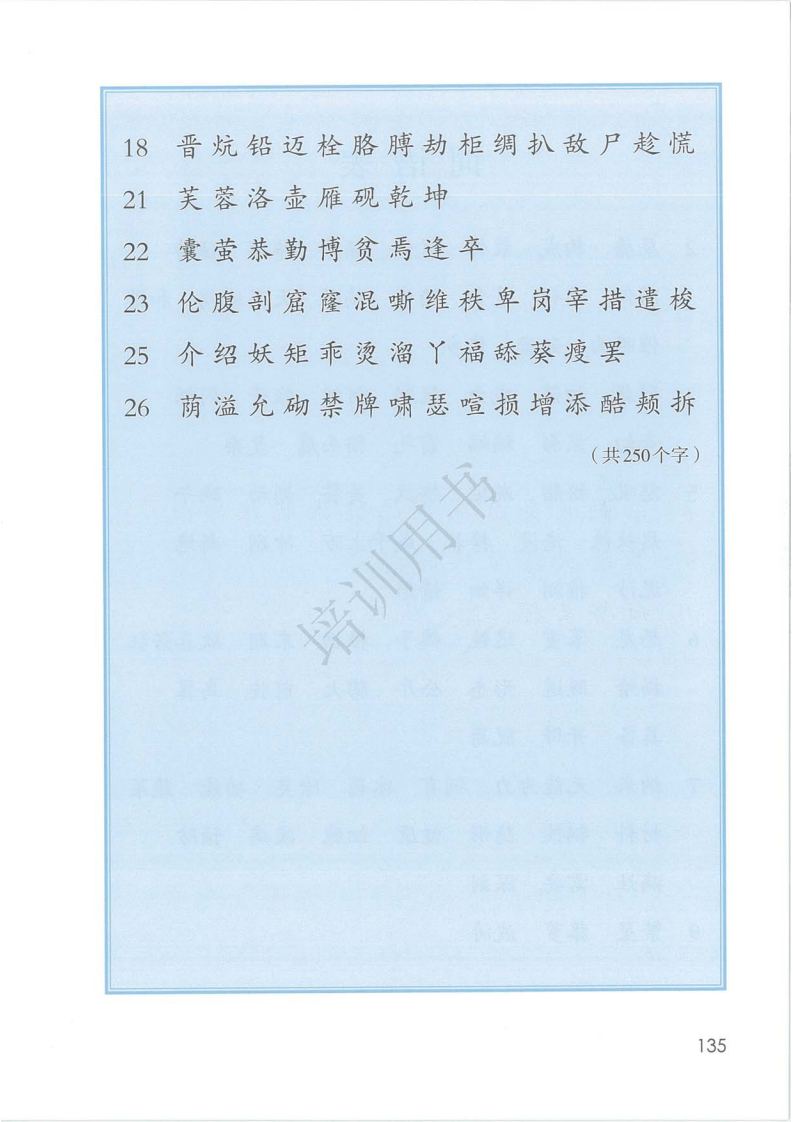 18 晋炕铅迈栓胳膊劫柜绸扒敌尸趁慌
21 芙蓉洛壶雁砚乾坤
22 囊萤恭勤博贫焉逢卒
23 伦腹剖窟窿混嘶维秩卑岗宰措遣梭
25 介绍妖矩乖烫溜丫福舔葵瘦罢
26 荫溢允砌禁牌啸瑟喧损增添酷颊拆
（共250个字）
培训用书
135